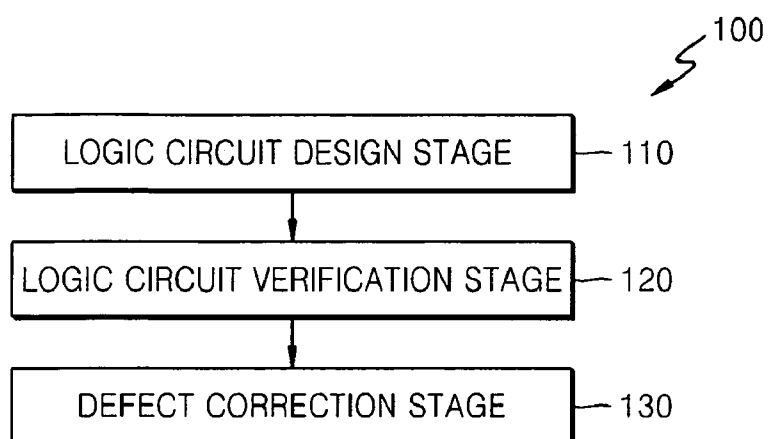 100
LOGIC CIRCUIT DESIGN STAGE 110
LOGIC CIRCUIT VERIFICATION STAGE 120
DEFECT CORRECTION STAGE 130